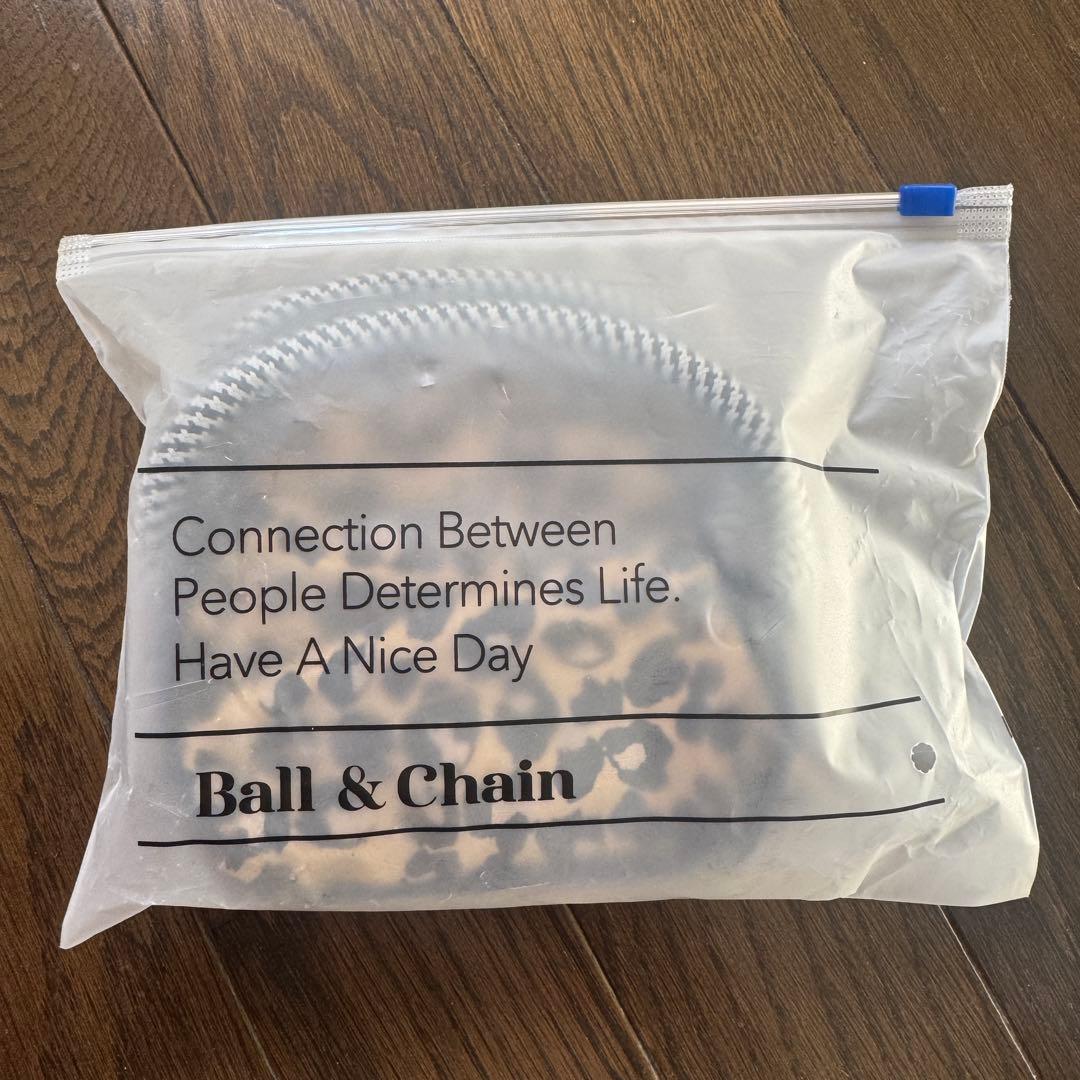 Connection Between
People Determines Life.
Have A Nice Day
Ball & Chain